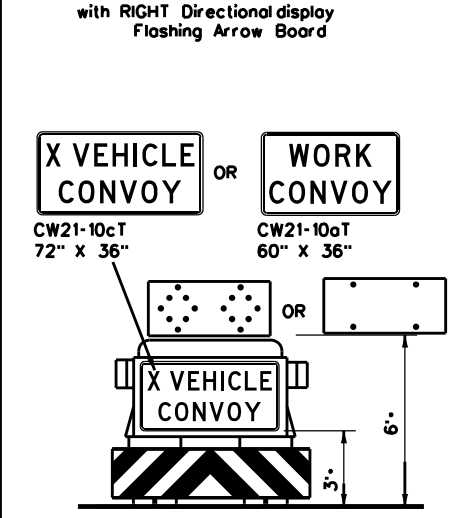 with RIGHT Directional display
Flashing Arrow Board
X VEHICLE
CONVOY
OR
WORK
CONVOY
CW21-10cT
72" X 36"
CW21-10aT
60" X 36"
OR
X VEHICLE
CONVOY
6'
3'